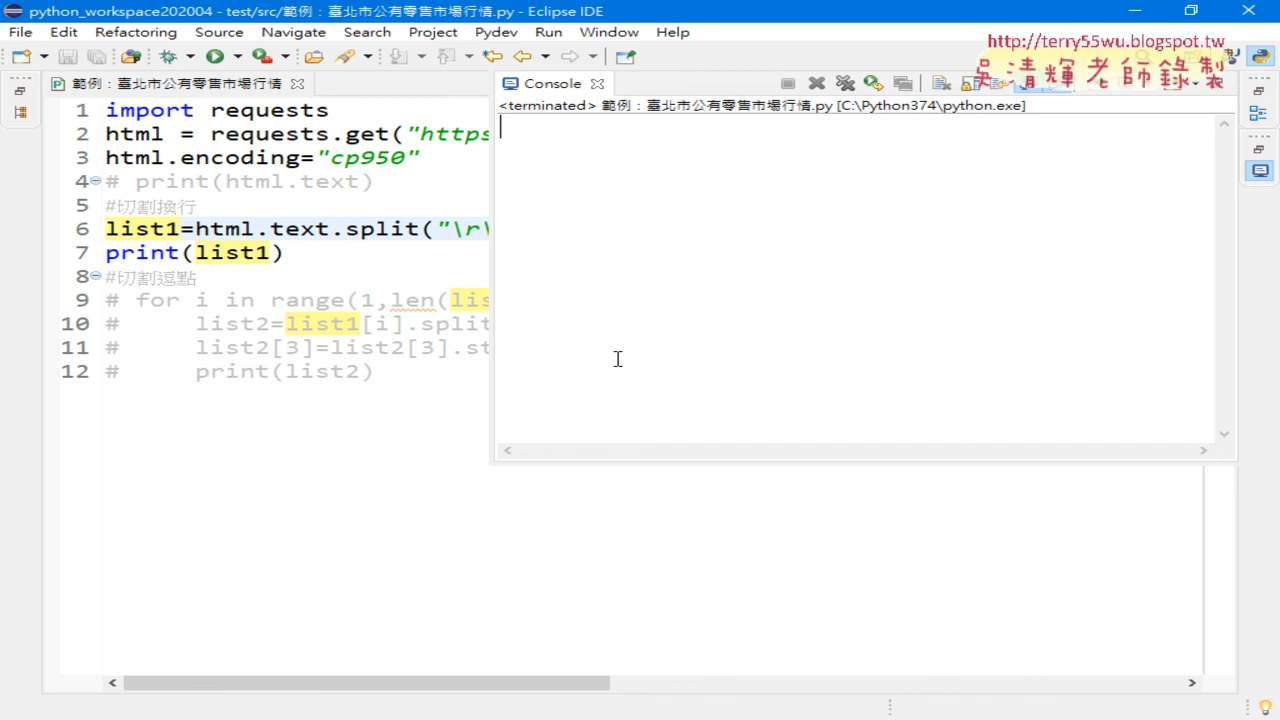 python_workspace202004 - test/src/範例：臺北市公有零售市場行情.py - Eclipse IDE
File Edit Refactoring Source Navigate Search Project Pydev Run Window Help
http://terry55wu.blogspot.tw
吳清輝老師錄製
範例：臺北市公有零售市場行情
Console
<terminated> 範例：臺北市公有零售市場行情.py [C:\Python374\python.exe]
1 import requests
2 html = requests.get("https
3 html.encoding="cp950"
4 # print(html.text)
5 #切割換行
6 list1=html.text.split("\r\
7 print(list1)
8 #切割逗點
9 # for i in range(1,len(lis
10 # list2=list1[i].split
11 # list2[3]=list2[3].st
12 # print(list2)